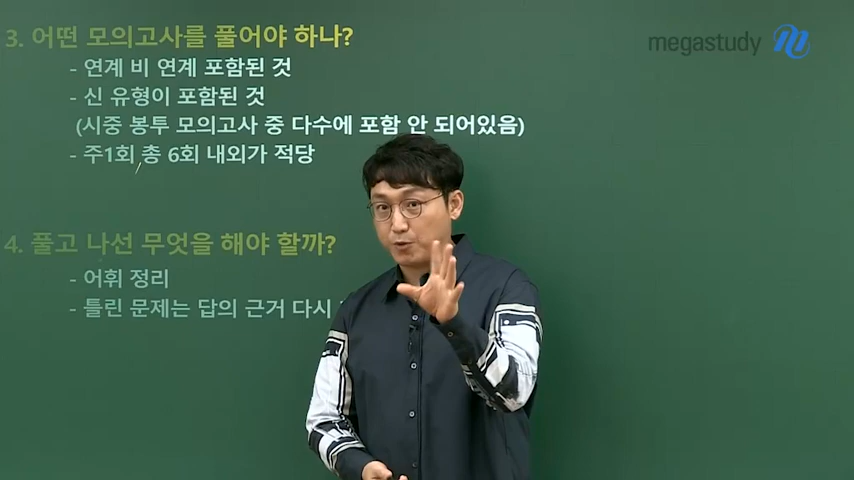 3. 어떤 모의고사를 풀어야 하나?
megastudy
- 연계 비 연계 포함된 것
- 신 유형이 포함된 것
(시중 봉투 모의고사 중 다수에 포함 안 되어있음)
- 주1회 총 6회 내외가 적당
4. 풀고 나선 무엇을 해야 할까?
- 어휘 정리
- 틀린 문제는 답의 근거 다시